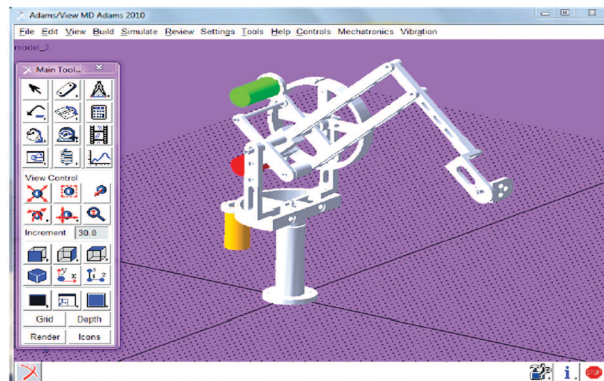 Adams/View MD Adams 2010
File Edit View Build Simulate Review Settings Tools Help Controls Mechatronics Vibration
model_2
Main Tool...
View Control
Increment 30.0
Grid Depth
Render Icons